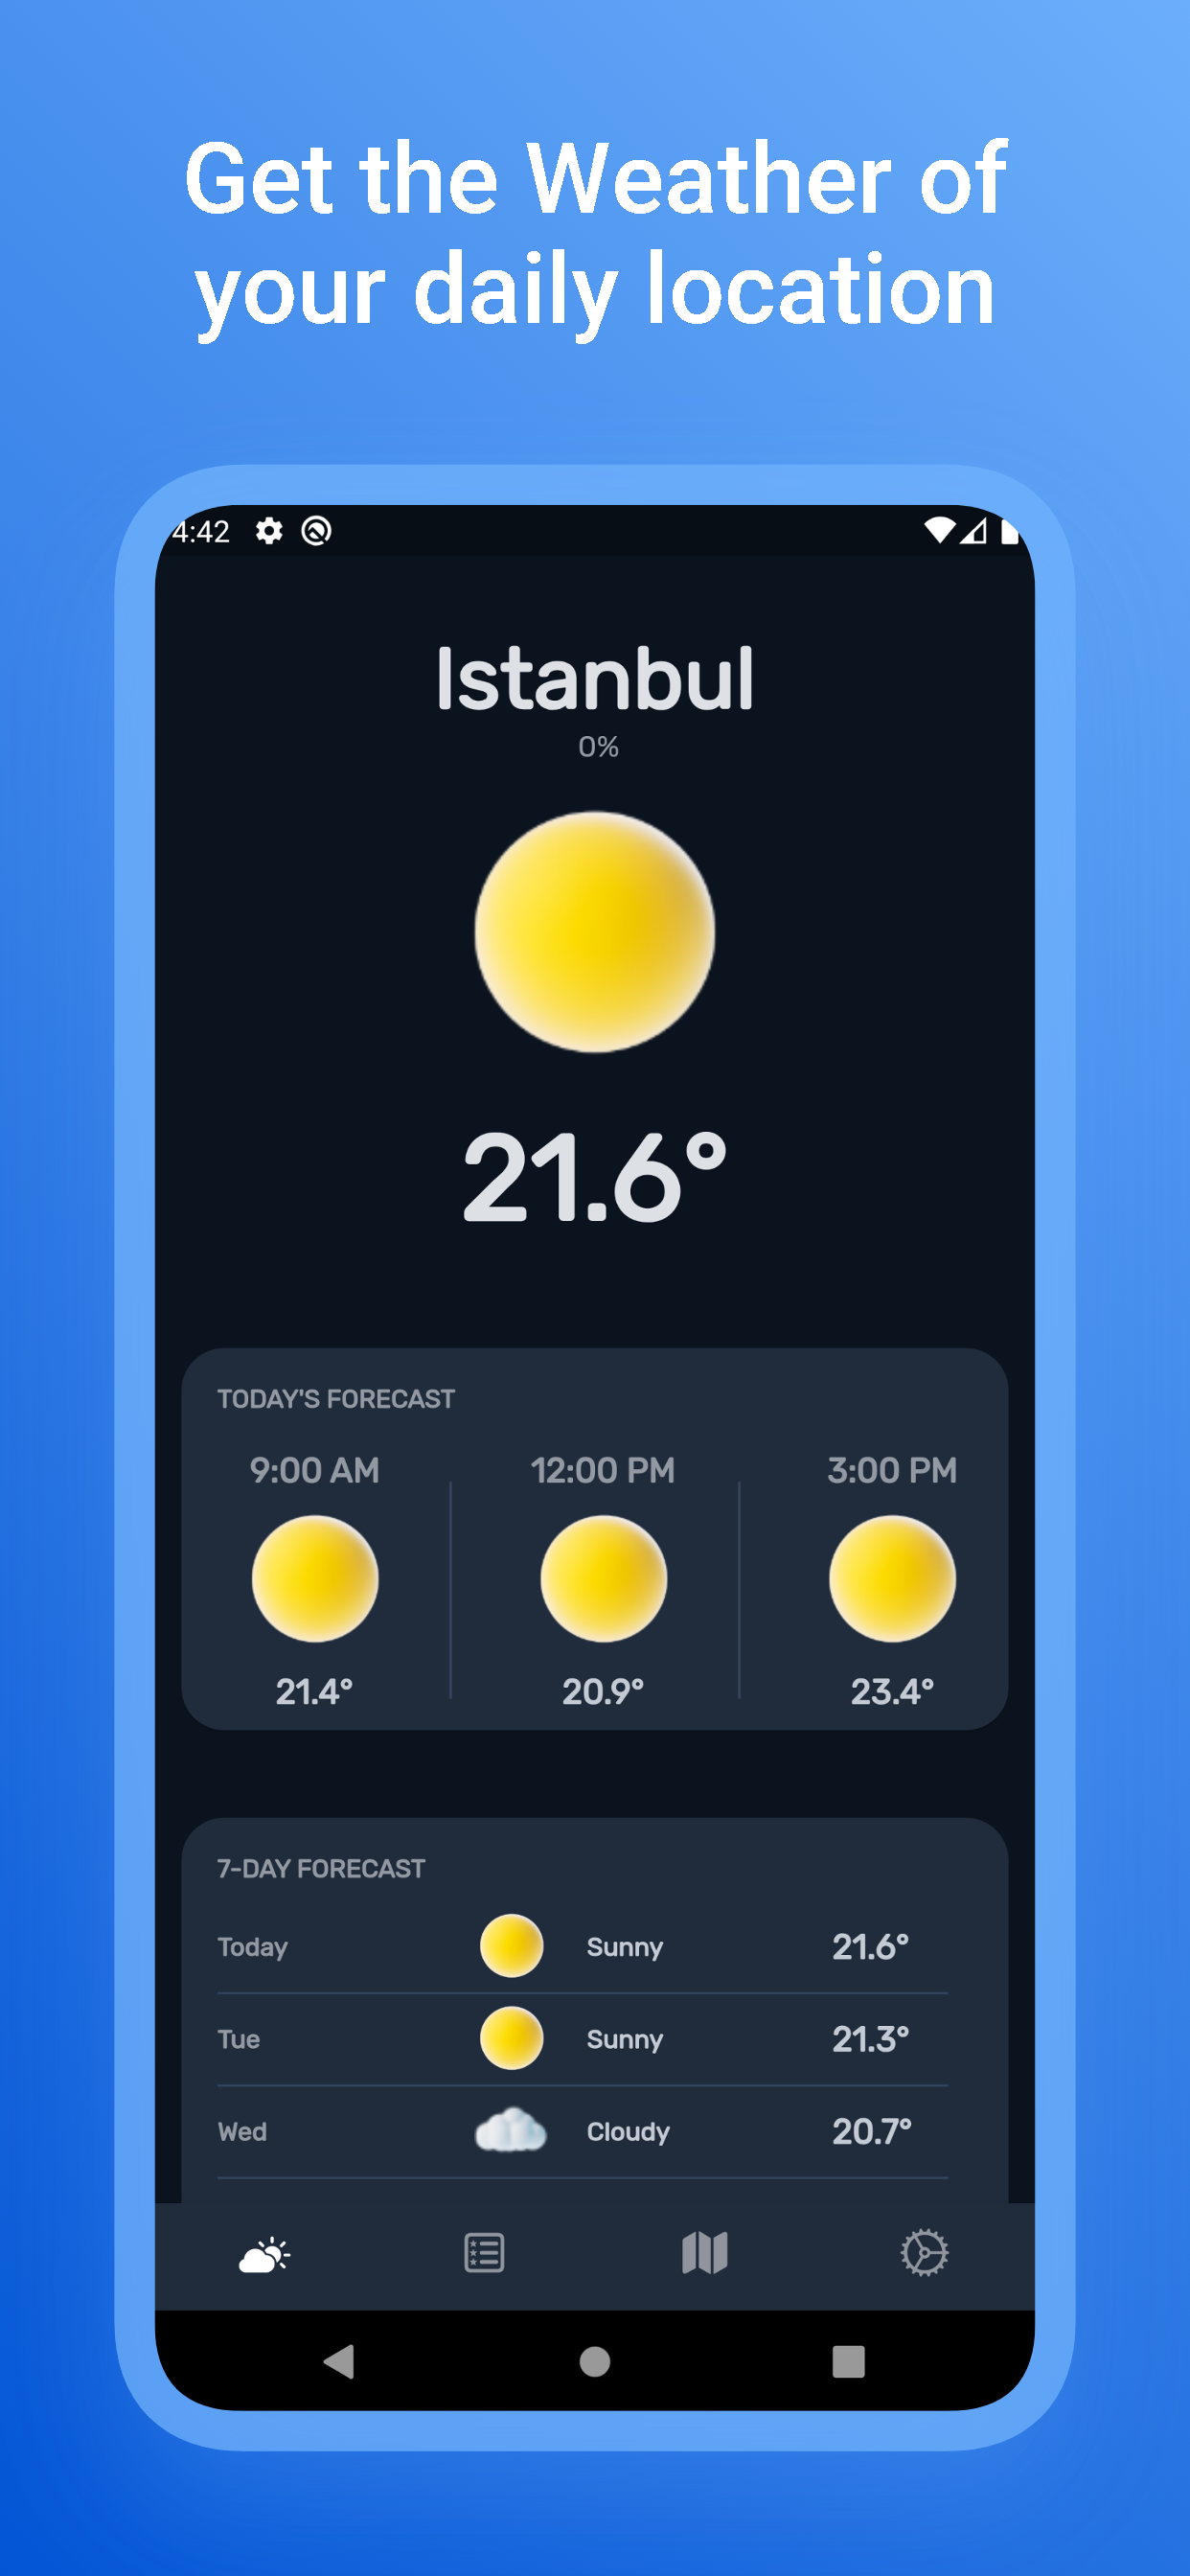 Get the Weather of
your daily location
4:42
Istanbul
0%
21.6°
TODAY'S FORECAST
9:00 AM 12:00 PM 3:00 PM
21.4° 20.9° 23.4°
7-DAY FORECAST
Today Sunny 21.6°
Tue Sunny 21.3°
Wed Cloudy 20.7°